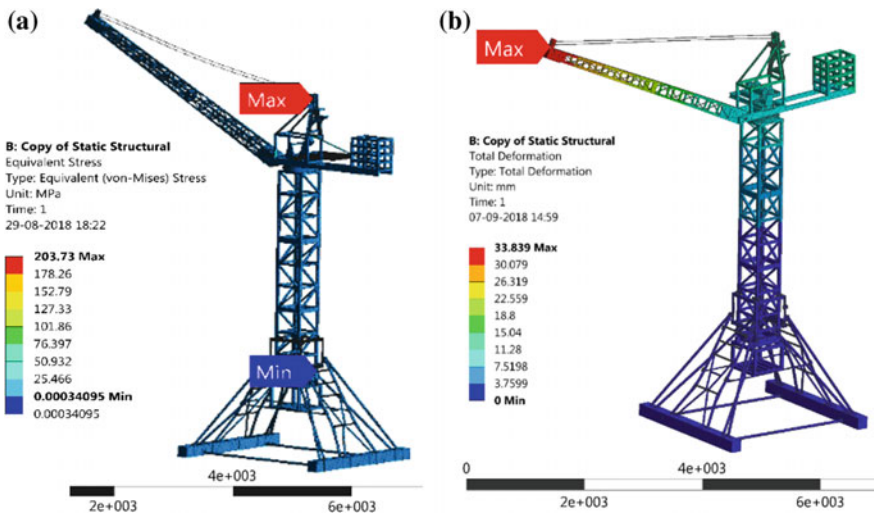 (a)
Max
B: Copy of Static Structural
Equivalent Stress
Type: Equivalent (von-Mises) Stress
Unit: MPa
Time: 1
29-08-2018 18:22
203.73 Max
178.26
152.79
127.33
101.86
76.397
50.932
25.466
0.00034095 Min
0.00034095
Min
4e+003
2e+003
6e+003
(b)
Max
B: Copy of Static Structural
Total Deformation
Type: Total Deformation
Unit: mm
Time: 1
07-09-2018 14:59
33.839 Max
30.079
26.319
22.559
18.8
15.04
11.28
7.5198
3.7599
0 Min
0
4e+003
2e+003
6e+003